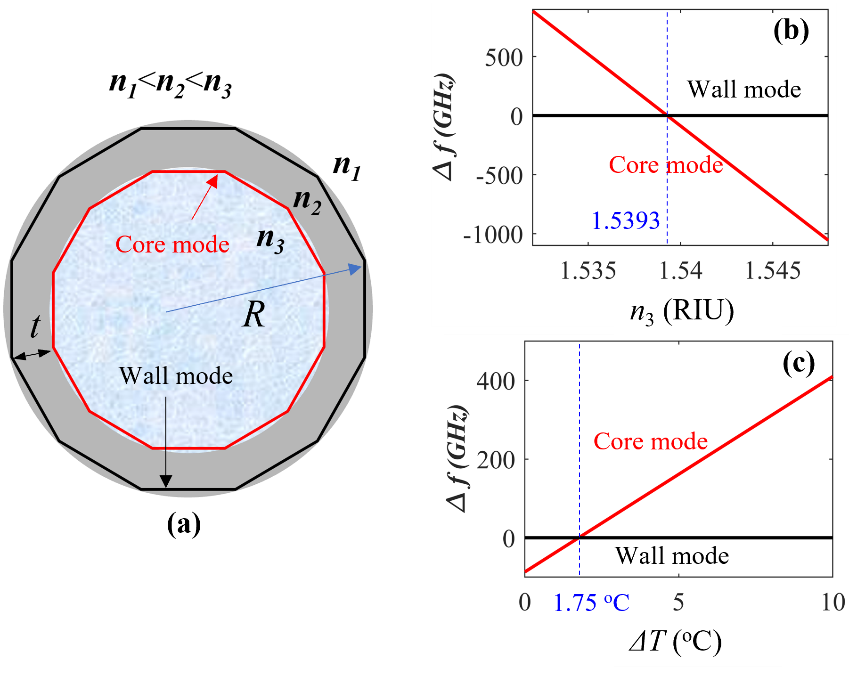 n₁<n₂<n₃
n₁
n₂
Core mode
n₃
R
t
Wall mode
(a)
(b)
500
0
-500
-1000
Δ f (GHz)
Wall mode
Core mode
1.5393
1.535
1.54
1.545
n₃ (RIU)
(c)
400
200
0
Δ f (GHz)
Core mode
Wall mode
0
1.75 ᵒC
5
10
ΔT (ᵒC)